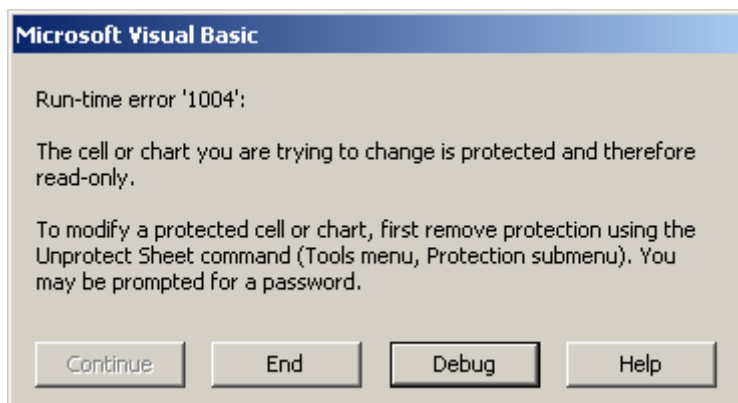 Microsoft Visual Basic
Run-time error '1004':
The cell or chart you are trying to change is protected and therefore
read-only.
To modify a protected cell or chart, first remove protection using the
Unprotect Sheet command (Tools menu, Protection submenu). You
may be prompted for a password.
Continue End Debug Help